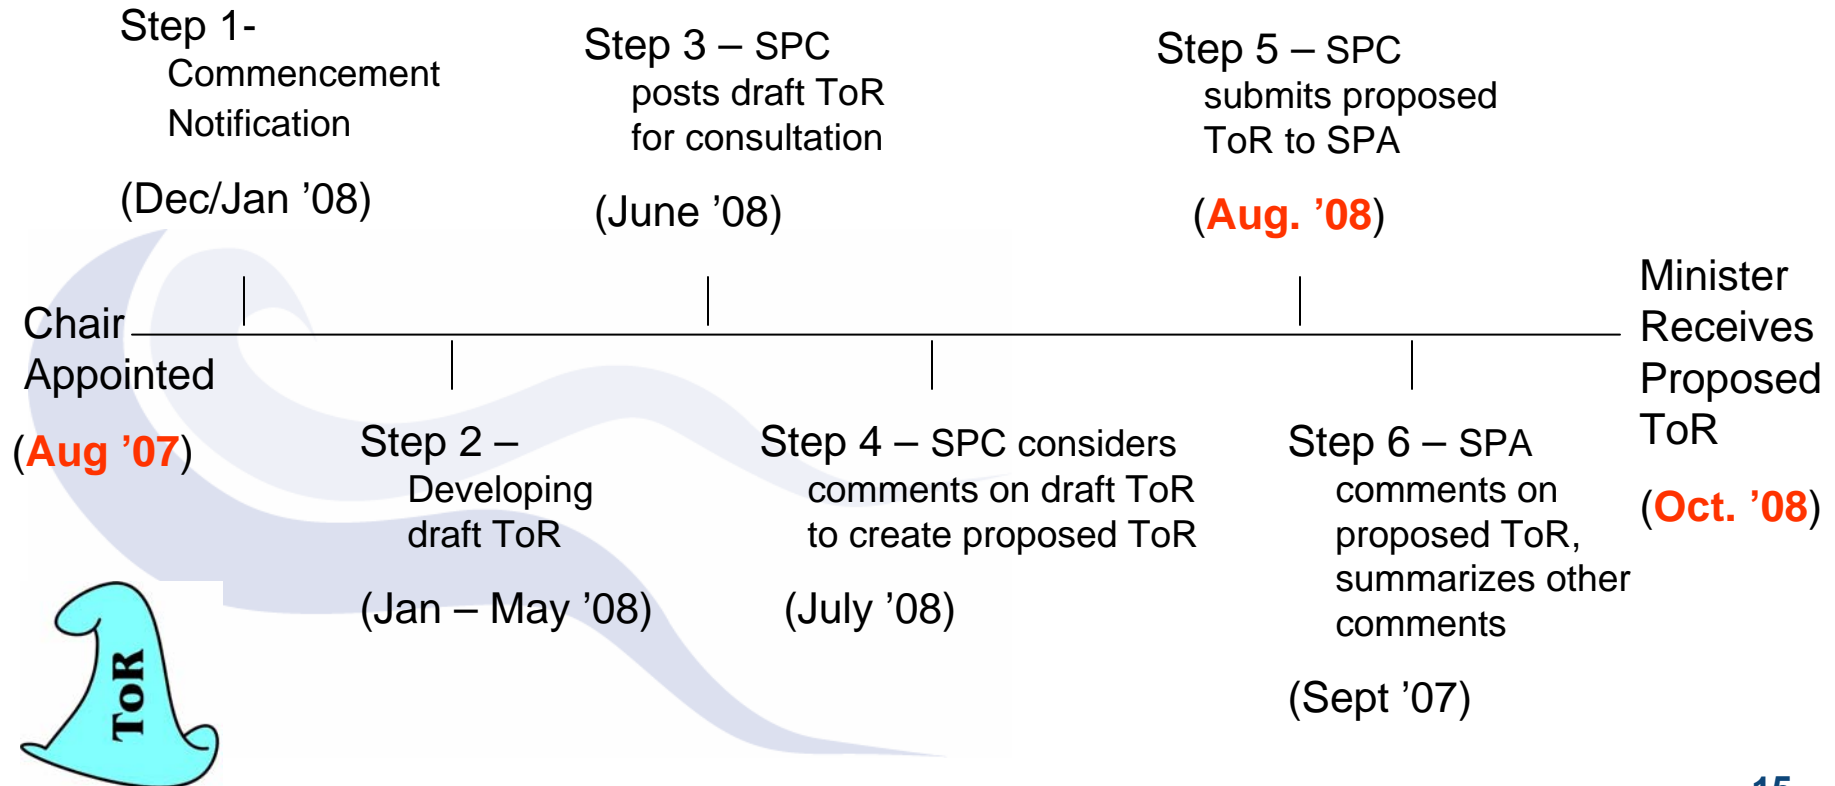 Step 1-
Commencement
Notification
(Dec/Jan ’08)
Step 3 – SPC
posts draft ToR
for consultation
(June ’08)
Step 5 – SPC
submits proposed
ToR to SPA
(Aug. ’08)
Chair
Appointed
(Aug ’07)
Minister
Receives
Proposed
ToR
(Oct. ’08)
Step 2 –
Developing
draft ToR
(Jan – May ’08)
Step 4 – SPC considers
comments on draft ToR
to create proposed ToR
(July ’08)
Step 6 – SPA
comments on
proposed ToR,
summarizes other
comments
(Sept ’07)
ToR
15